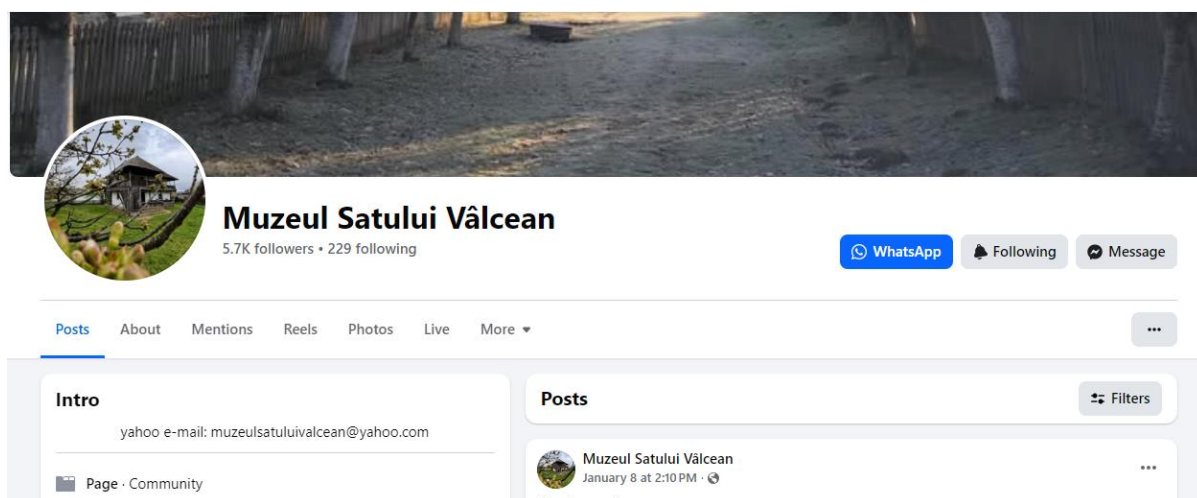 Muzeul Satului Vâlcean
5.7K followers • 229 following
WhatsApp
Following
Message
Posts
About
Mentions
Reels
Photos
Live
More
Intro
yahoo e-mail: muzeulsatuluivalcean@yahoo.com
Page · Community
Posts
Filters
Muzeul Satului Vâlcean
January 8 at 2:10 PM ·